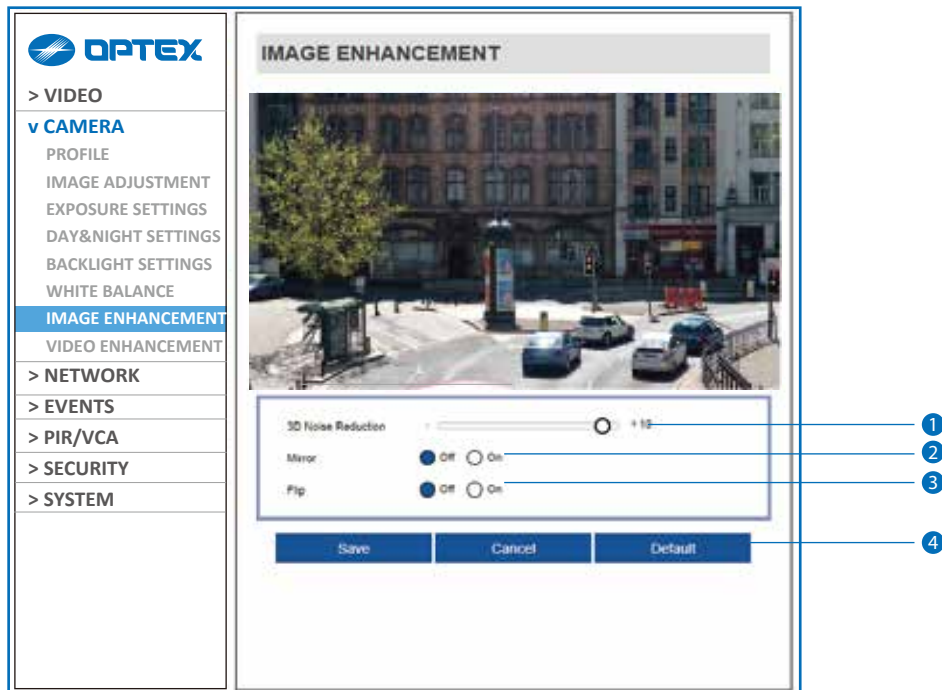 OPTEX
> VIDEO
v CAMERA
PROFILE
IMAGE ADJUSTMENT
EXPOSURE SETTINGS
DAY&NIGHT SETTINGS
BACKLIGHT SETTINGS
WHITE BALANCE
IMAGE ENHANCEMENT
VIDEO ENHANCEMENT
> NETWORK
> EVENTS
> PIR/VCA
> SECURITY
> SYSTEM
IMAGE ENHANCEMENT
3D Noise Reduction - + 10 1
Mirror Off On 2
Flip Off On 3
Save Cancel Default 4